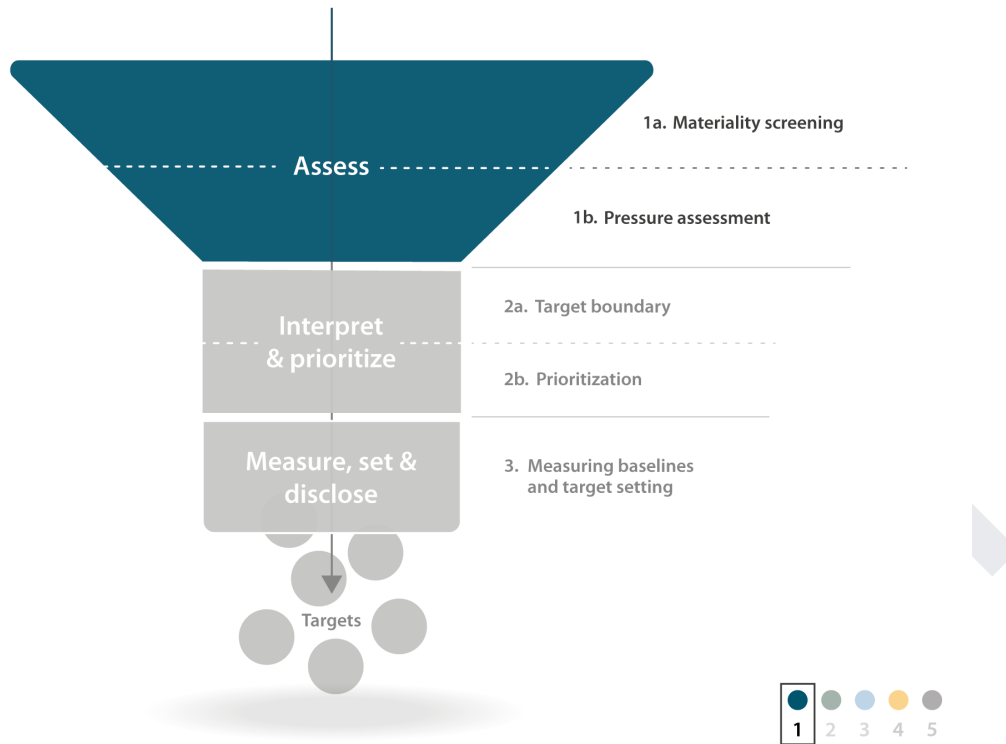 1a. Materiality screening
Assess
1b. Pressure assessment
2a. Target boundary
Interpret
& prioritize
2b. Prioritization
Measure, set &
disclose
3. Measuring baselines
and target setting
Targets
1 2 3 4 5